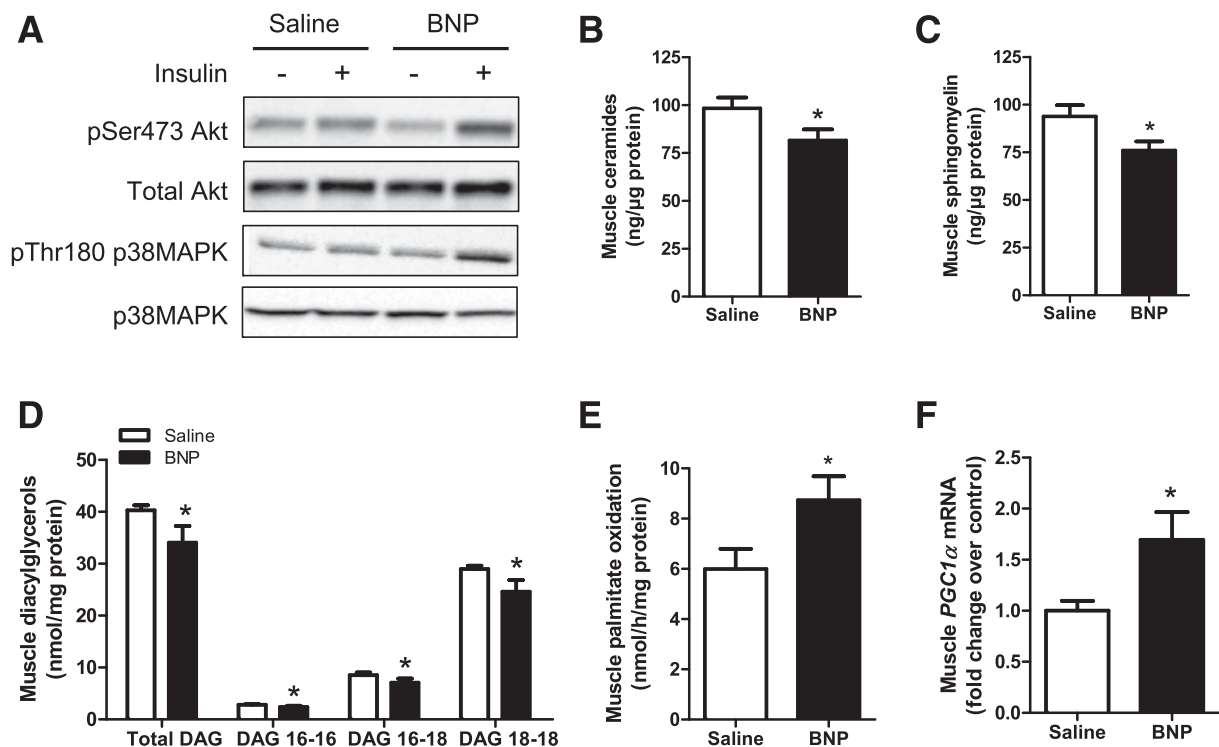 A
Saline BNP
Insulin - + - +
pSer473 Akt
Total Akt
pThr180 p38MAPK
p38MAPK
B
Muscle ceramides
(ng/µg protein)
125
100
75
50
25
0
*
Saline BNP
C
Muscle sphingomyelin
(ng/µg protein)
125
100
75
50
25
0
*
Saline BNP
D
Saline
BNP
Muscle diacylglycerols
(nmol/mg protein)
50
40
30
20
10
0
* * * *
Total DAG DAG 16-16 DAG 16-18 DAG 18-18
E
Muscle palmitate oxidation
(nmol/h/mg protein)
10
8
6
4
2
0
*
Saline BNP
F
Muscle PGC1α mRNA
(fold change over control)
2.5
2.0
1.5
1.0
0.5
0.0
*
Saline BNP